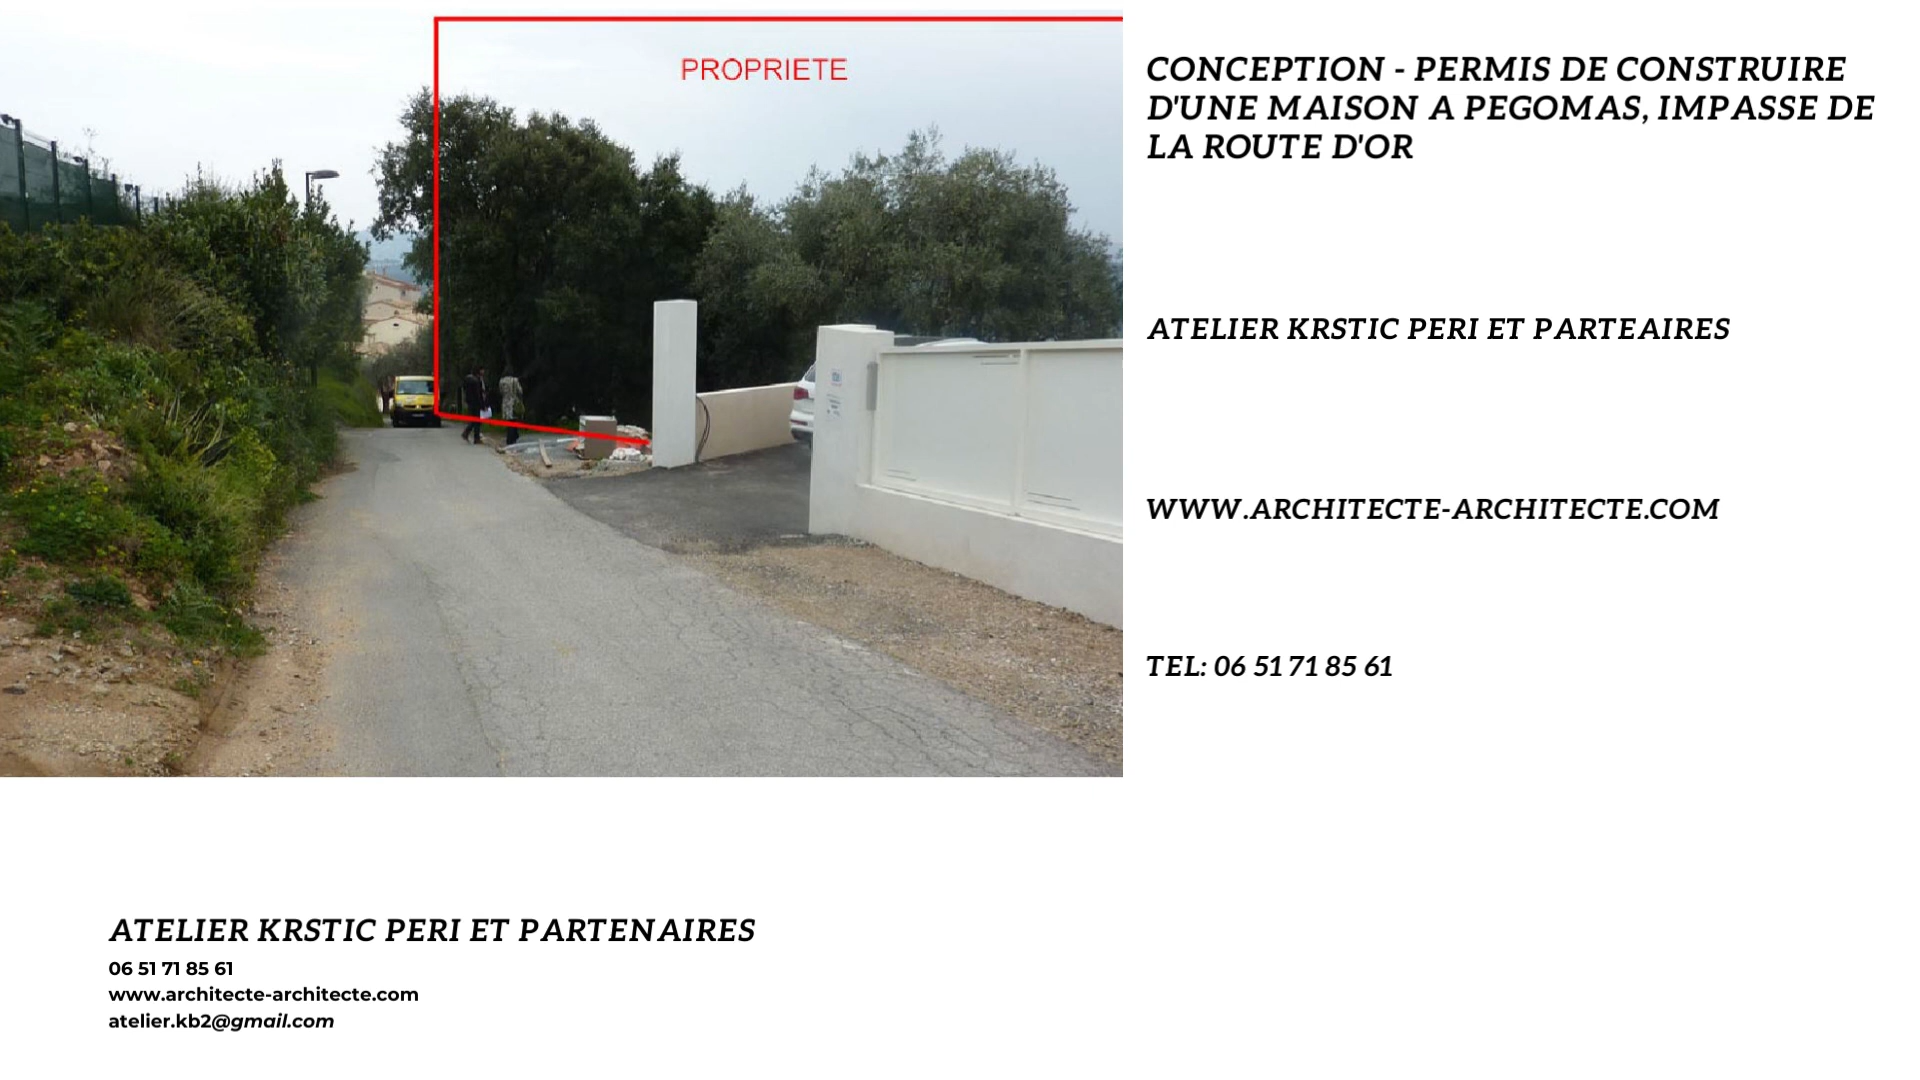 PROPRIETE
CONCEPTION - PERMIS DE CONSTRUIRE
D'UNE MAISON A PEGOMAS, IMPASSE DE
LA ROUTE D'OR
ATELIER KRSTIC PERI ET PARTEAIRES
WWW.ARCHITECTE-ARCHITECTE.COM
TEL: 06 51 71 85 61
ATELIER KRSTIC PERI ET PARTENAIRES
06 51 71 85 61
www.architecte-architecte.com
atelier.kb2@gmail.com